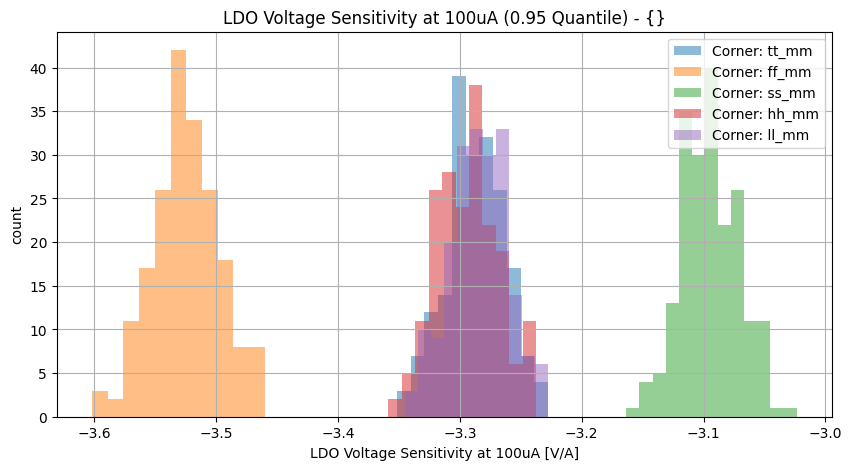 LDO Voltage Sensitivity at 100uA (0.95 Quantile) - {}
Corner: tt_mm
Corner: ff_mm
Corner: ss_mm
Corner: hh_mm
Corner: ll_mm
count
40
35
30
25
20
15
10
5
0
−3.6 −3.5 −3.4 −3.3 −3.2 −3.1 −3.0
LDO Voltage Sensitivity at 100uA [V/A]